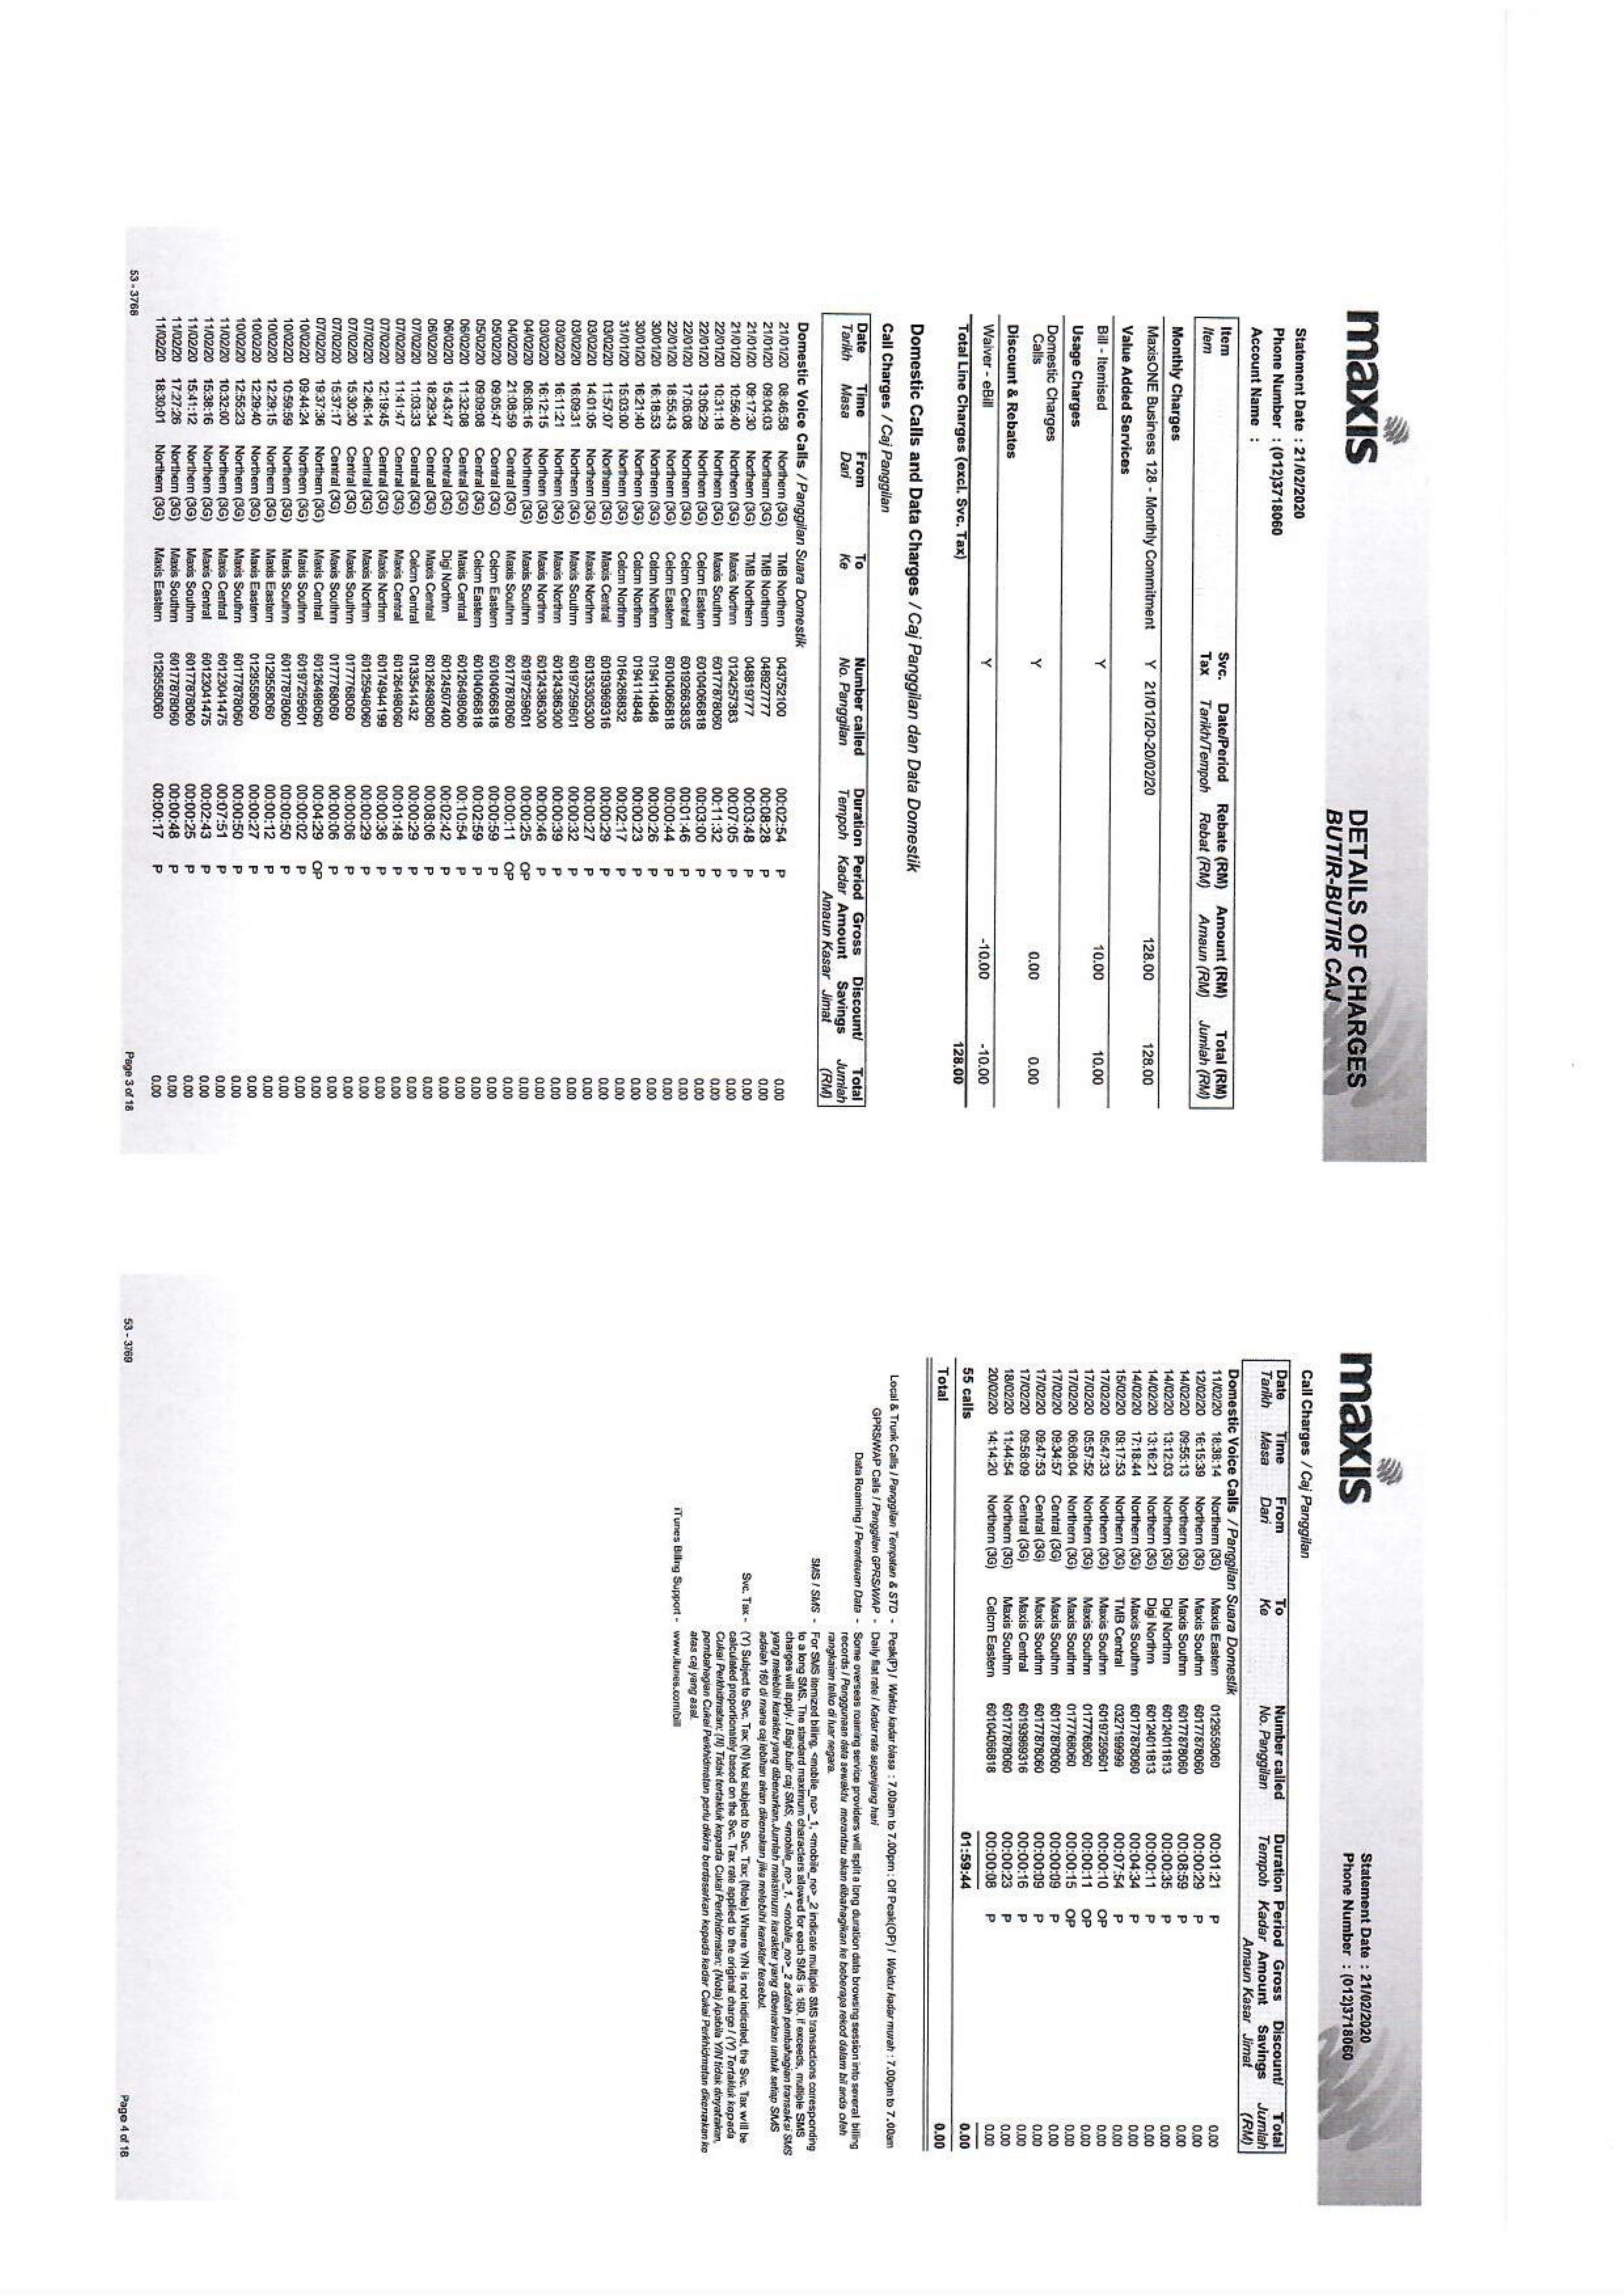 maxis
DETAILS OF CHARGES
BUTIR-BUTIR CAJ
Statement Date : 21/02/2020
Phone Number : (012)3718060
Account Name :
Item Svc. Date/Period Rebate (RM) Amount (RM) Total (RM)
Item Tax Tarikh/Tempoh Rebat (RM) Amaun (RM) Jumlah (RM)
Monthly Charges
MaxisONE Business 128 - Monthly Commitment Y 21/01/20-20/02/20 128.00 128.00
Value Added Services
Bill - Itemised Y 10.00 10.00
Usage Charges
Domestic Charges
Calls Y 0.00 0.00
Discount & Rebates
Waiver - eBill Y -10.00 -10.00
Total Line Charges (excl. Svc. Tax) 128.00
Domestic Calls and Data Charges / Caj Panggilan dan Data Domestik
Call Charges / Caj Panggilan
Date Time From To Number called Duration Period Gross Discount/ Total
Tarikh Masa Dari Ke No. Panggilan Tempoh Kadar Amount Savings Jumlah
Amaun Kasar Jimat (RM)
Domestic Voice Calls / Panggilan Suara Domestik
21/01/20 08:46:58 Northern (3G) TMB Northern 043752100 00:02:54 P 0.00
21/01/20 09:04:03 Northern (3G) TMB Northern 048927777 00:08:28 P 0.00
21/01/20 09:17:30 Northern (3G) TMB Northern 048819777 00:03:48 P 0.00
21/01/20 10:56:40 Northern (3G) Maxis Northrn 0124257383 00:07:05 P 0.00
22/01/20 10:31:18 Northern (3G) Maxis Southrn 60177878060 00:11:32 P 0.00
22/01/20 13:06:29 Northern (3G) Celcm Eastern 60104066818 00:03:00 P 0.00
22/01/20 17:06:08 Northern (3G) Celcm Central 60192663835 00:01:46 P 0.00
22/01/20 18:55:43 Northern (3G) Celcm Eastern 60104066818 00:00:44 P 0.00
30/01/20 16:18:53 Northern (3G) Celcm Northrn 0194114848 00:00:26 P 0.00
30/01/20 16:21:40 Northern (3G) Celcm Northrn 0194114848 00:00:23 P 0.00
31/01/20 15:03:00 Northern (3G) Celcm Northrn 0164268832 00:02:17 P 0.00
03/02/20 11:57:07 Northern (3G) Maxis Central 60193969316 00:00:29 P 0.00
03/02/20 14:01:05 Northern (3G) Maxis Northrn 60135305300 00:00:27 P 0.00
03/02/20 16:09:31 Northern (3G) Maxis Southrn 60197259601 00:00:32 P 0.00
03/02/20 16:11:21 Northern (3G) Maxis Northrn 60124386300 00:00:39 P 0.00
03/02/20 16:12:15 Northern (3G) Maxis Northrn 60124386300 00:00:46 P 0.00
04/02/20 06:08:16 Northern (3G) Maxis Southrn 60197259601 00:00:25 OP 0.00
04/02/20 21:08:59 Central (3G) Maxis Southrn 60177878060 00:00:11 OP 0.00
05/02/20 09:05:47 Central (3G) Celcm Eastern 60104066818 00:00:59 P 0.00
05/02/20 09:09:08 Central (3G) Celcm Eastern 60104066818 00:02:59 P 0.00
06/02/20 11:32:08 Central (3G) Maxis Central 60126498060 00:10:54 P 0.00
06/02/20 15:43:47 Central (3G) Digi Northrn 60124507400 00:02:42 P 0.00
06/02/20 18:29:34 Central (3G) Maxis Central 60126498060 00:08:06 P 0.00
07/02/20 11:03:33 Central (3G) Celcm Central 0133541432 00:00:29 P 0.00
07/02/20 11:41:47 Central (3G) Maxis Central 60126498060 00:01:48 P 0.00
07/02/20 12:19:45 Central (3G) Maxis Northrn 60174944199 00:00:36 P 0.00
07/02/20 12:46:14 Central (3G) Maxis Northrn 60125948060 00:00:29 P 0.00
07/02/20 15:30:30 Central (3G) Maxis Southrn 0177768060 00:00:06 P 0.00
07/02/20 15:37:17 Central (3G) Maxis Southrn 0177768060 00:00:06 P 0.00
07/02/20 19:37:36 Northern (3G) Maxis Central 60126498060 00:04:29 OP 0.00
10/02/20 09:44:24 Northern (3G) Maxis Southrn 60197259601 00:00:02 P 0.00
10/02/20 10:59:59 Northern (3G) Maxis Southrn 60177878060 00:00:50 P 0.00
10/02/20 12:29:15 Northern (3G) Maxis Eastern 0129558060 00:00:12 P 0.00
10/02/20 12:29:40 Northern (3G) Maxis Eastern 0129558060 00:00:27 P 0.00
10/02/20 12:55:23 Northern (3G) Maxis Southrn 60177878060 00:00:50 P 0.00
11/02/20 10:32:00 Northern (3G) Maxis Central 60123041475 00:07:51 P 0.00
11/02/20 15:38:16 Northern (3G) Maxis Central 60123041475 00:02:43 P 0.00
11/02/20 15:41:12 Northern (3G) Maxis Southrn 60177878060 00:00:25 P 0.00
11/02/20 17:27:26 Northern (3G) Maxis Southrn 60177878060 00:00:48 P 0.00
11/02/20 18:30:01 Northern (3G) Maxis Eastern 0129558060 00:00:17 P 0.00
53 - 3768 Page 3 of 18
maxis
Statement Date : 21/02/2020
Phone Number : (012)3718060
Call Charges / Caj Panggilan
Date Time From To Number called Duration Period Gross Discount/ Total
Tarikh Masa Dari Ke No. Panggilan Tempoh Kadar Amount Savings Jumlah
Amaun Kasar Jimat (RM)
Domestic Voice Calls / Panggilan Suara Domestik
11/02/20 18:38:14 Northern (3G) Maxis Eastern 0129558060 00:01:21 P 0.00
12/02/20 16:15:39 Northern (3G) Maxis Southrn 60177878060 00:00:29 P 0.00
14/02/20 09:55:13 Northern (3G) Maxis Southrn 60177878060 00:08:59 P 0.00
14/02/20 13:12:03 Northern (3G) Digi Northrn 60124011813 00:00:35 P 0.00
14/02/20 13:16:21 Northern (3G) Digi Northrn 60124011813 00:00:11 P 0.00
14/02/20 17:18:44 Northern (3G) Maxis Southrn 60177878060 00:04:34 P 0.00
15/02/20 09:17:53 Northern (3G) TMB Central 0327199999 00:07:54 P 0.00
17/02/20 05:47:33 Northern (3G) Maxis Southrn 60197259601 00:00:10 OP 0.00
17/02/20 05:57:52 Northern (3G) Maxis Southrn 0177768060 00:00:11 OP 0.00
17/02/20 06:08:04 Northern (3G) Maxis Southrn 0177768060 00:00:15 OP 0.00
17/02/20 09:34:57 Central (3G) Maxis Southrn 60177878060 00:00:09 P 0.00
17/02/20 09:47:53 Central (3G) Maxis Southrn 60177878060 00:00:09 P 0.00
17/02/20 09:58:09 Central (3G) Maxis Central 60193969316 00:00:16 P 0.00
18/02/20 11:44:54 Northern (3G) Maxis Southrn 60177878060 00:00:23 P 0.00
20/02/20 14:14:20 Northern (3G) Celcm Eastern 60104066818 00:00:08 P 0.00
55 calls 01:59:44 0.00
Total 0.00
Local & Trunk Calls / Panggilan Tempatan & STD - Peak(P) / Waktu kadar biasa : 7.00am to 7.00pm : Off Peak(OP) / Waktu kadar murah : 7.00pm to 7.00am
GPRS/WAP Calls / Panggilan GPRS/WAP - Daily flat rate / Kadar rata sepanjang hari
Data Roaming / Perantauan Data - Some overseas roaming service providers will split a long duration data browsing session into several billing
records / Penggunaan data sewaktu merantau akan dibahagikan ke beberapa rekod dalam bil anda oleh
rangkaian telko di luar negara.
SMS / SMS - For SMS itemized billing, <mobile_no>_1, <mobile_no>_2 indicate multiple SMS transactions corresponding
to a long SMS. The standard maximum characters allowed for each SMS is 160, if exceeds, multiple SMS
charges will apply. / Bagi butir caj SMS, <mobile_no>_1, <mobile_no>_2 adalah pembahagian transaksi SMS
yang melebihi karakter yang dibenarkan.Jumlah maksimum karakter yang dibenarkan untuk setiap SMS
adalah 160 di mana caj lebihan akan dikenakan jika melebihi karakter tersebut.
Svc. Tax - (Y) Subject to Svc. Tax; (N) Not subject to Svc. Tax; (Note) Where Y/N is not indicated, the Svc. Tax will be
calculated proportionately based on the Svc. Tax rate applied to the original charge / (Y) Tertakluk kepada
Cukai Perkhidmatan; (N) Tidak tertakluk kepada Cukai Perkhidmatan; (Nota) Apabila Y/N tidak dinyatakan,
pembahagian Cukai Perkhidmatan perlu dikira berdasarkan kepada kadar Cukai Perkhidmatan dikenakan ke
atas caj yang asal.
iTunes Billing Support - www.itunes.com/bill
53 - 3769 Page 4 of 18